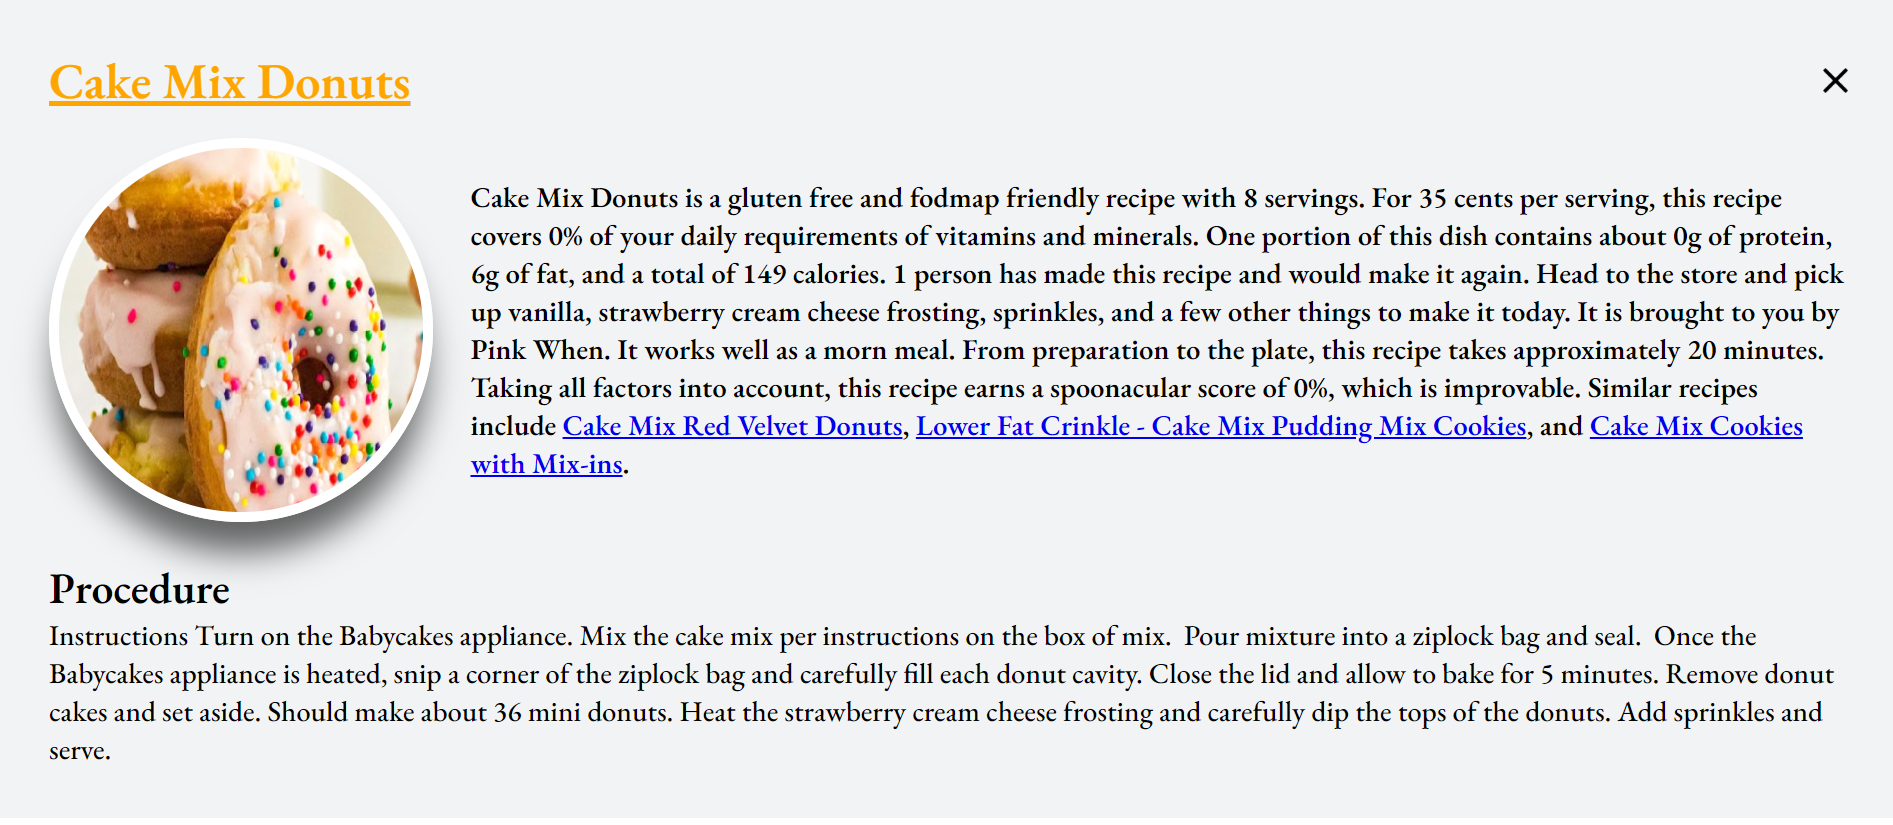 Cake Mix Donuts
Cake Mix Donuts is a gluten free and fodmap friendly recipe with 8 servings. For 35 cents per serving, this recipe
covers 0% of your daily requirements of vitamins and minerals. One portion of this dish contains about 0g of protein,
6g of fat, and a total of 149 calories. 1 person has made this recipe and would make it again. Head to the store and pick
up vanilla, strawberry cream cheese frosting, sprinkles, and a few other things to make it today. It is brought to you by
Pink When. It works well as a morn meal. From preparation to the plate, this recipe takes approximately 20 minutes.
Taking all factors into account, this recipe earns a spoonacular score of 0%, which is improvable. Similar recipes
include Cake Mix Red Velvet Donuts, Lower Fat Crinkle - Cake Mix Pudding Mix Cookies, and Cake Mix Cookies
with Mix-ins.
Procedure
Instructions Turn on the Babycakes appliance. Mix the cake mix per instructions on the box of mix.  Pour mixture into a ziplock bag and seal.  Once the
Babycakes appliance is heated, snip a corner of the ziplock bag and carefully fill each donut cavity. Close the lid and allow to bake for 5 minutes. Remove donut
cakes and set aside. Should make about 36 mini donuts. Heat the strawberry cream cheese frosting and carefully dip the tops of the donuts. Add sprinkles and
serve.